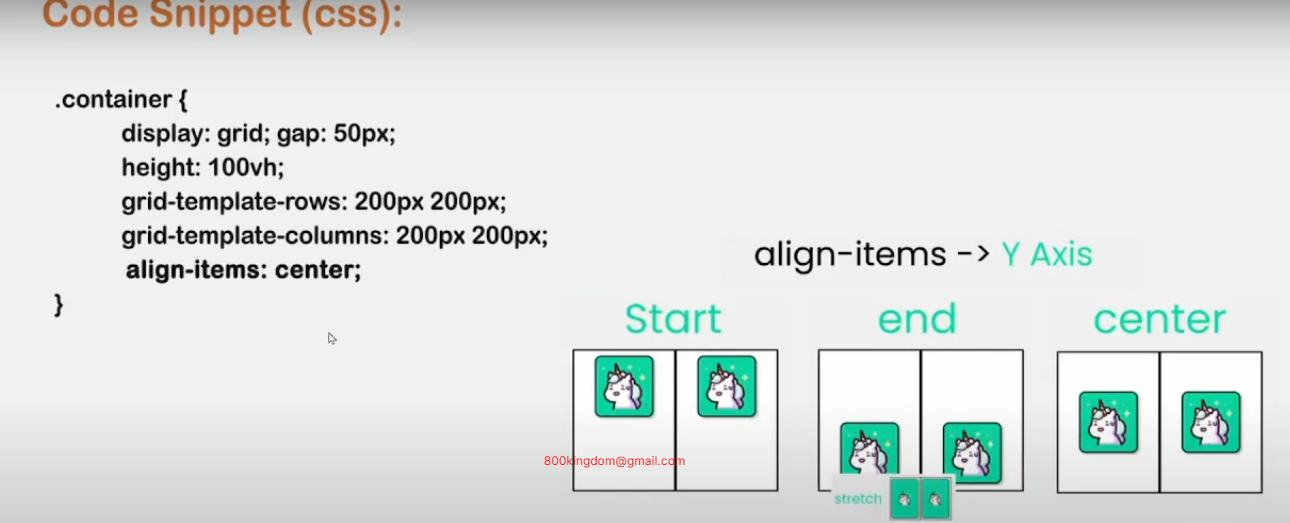 Code Snippet (css):
.container {
display: grid; gap: 50px;
height: 100vh;
grid-template-rows: 200px 200px;
grid-template-columns: 200px 200px;
align-items: center;
}
align-items -> Y Axis
Start end center
800kingdom@gmail.com
stretch